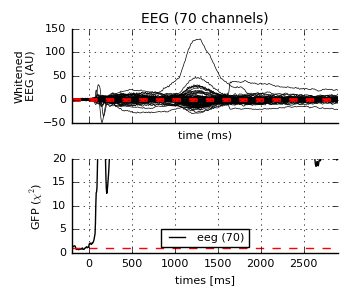 EEG (70 channels)
150
100
50
0
−50
Whitened
EEG (AU)
time (ms)
20
15
10
5
0
GFP (χ²)
eeg (70)
0 500 1000 1500 2000 2500
times [ms]